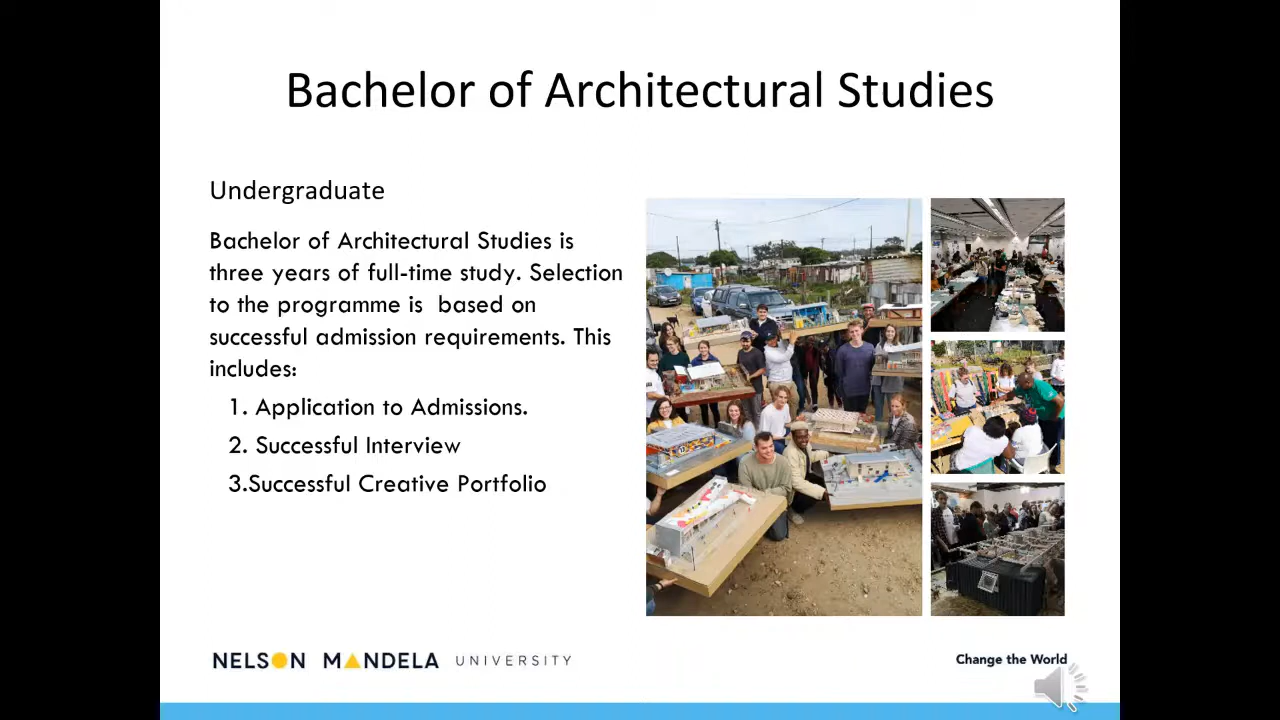 Bachelor of Architectural Studies
Undergraduate
Bachelor of Architectural Studies is
three years of full-time study. Selection
to the programme is  based on
successful admission requirements. This
includes:
1. Application to Admissions.
2. Successful Interview
3.Successful Creative Portfolio
NELSON MANDELA UNIVERSITY
Change the World